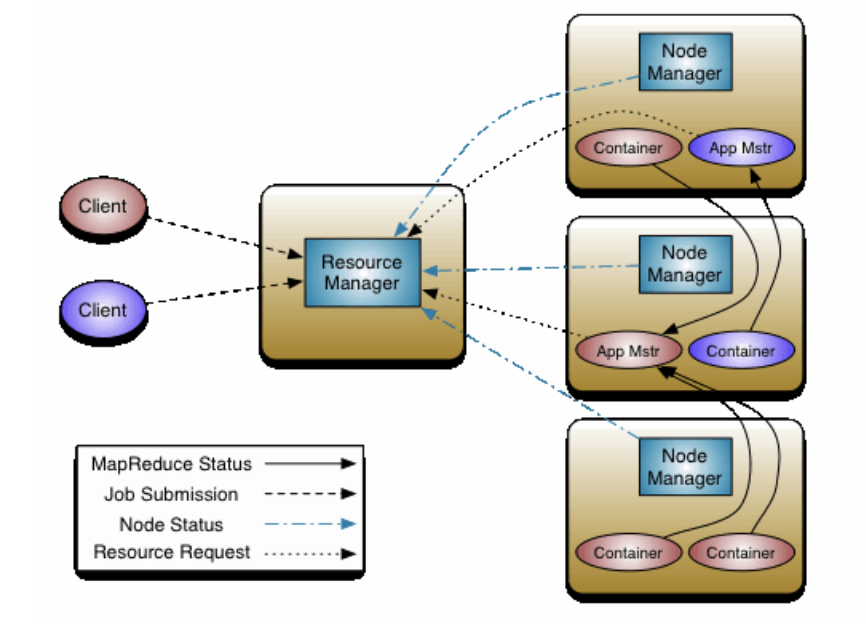 Node
Manager
Container
App Mstr
Client
Resource
Manager
Client
Node
Manager
App Mstr
Container
Node
Manager
Container
Container
MapReduce Status
Job Submission
Node Status
Resource Request